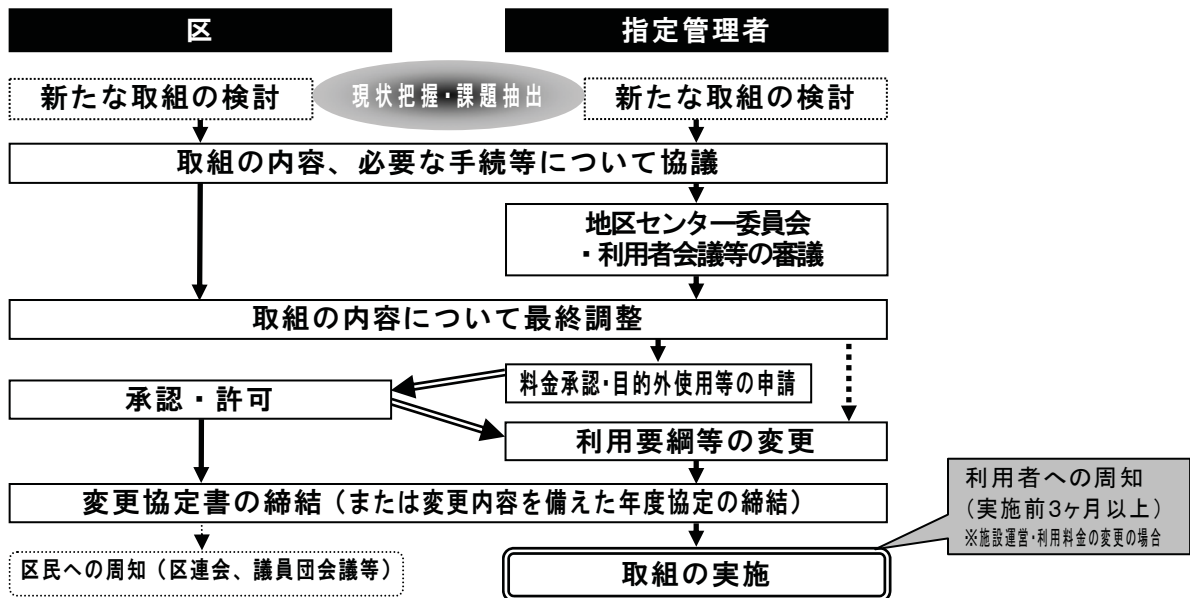 区
指定管理者
新たな取組の検討
現状把握・課題抽出
新たな取組の検討
取組の内容、必要な手続等について協議
地区センター委員会
・利用者会議等の審議
取組の内容について最終調整
料金承認・目的外使用等の申請
承認・許可
利用要綱等の変更
変更協定書の締結（または変更内容を備えた年度協定の締結）
利用者への周知
（実施前3ヶ月以上）
※施設運営・利用料金の変更の場合
区民への周知（区連会、議員団会議等）
取組の実施